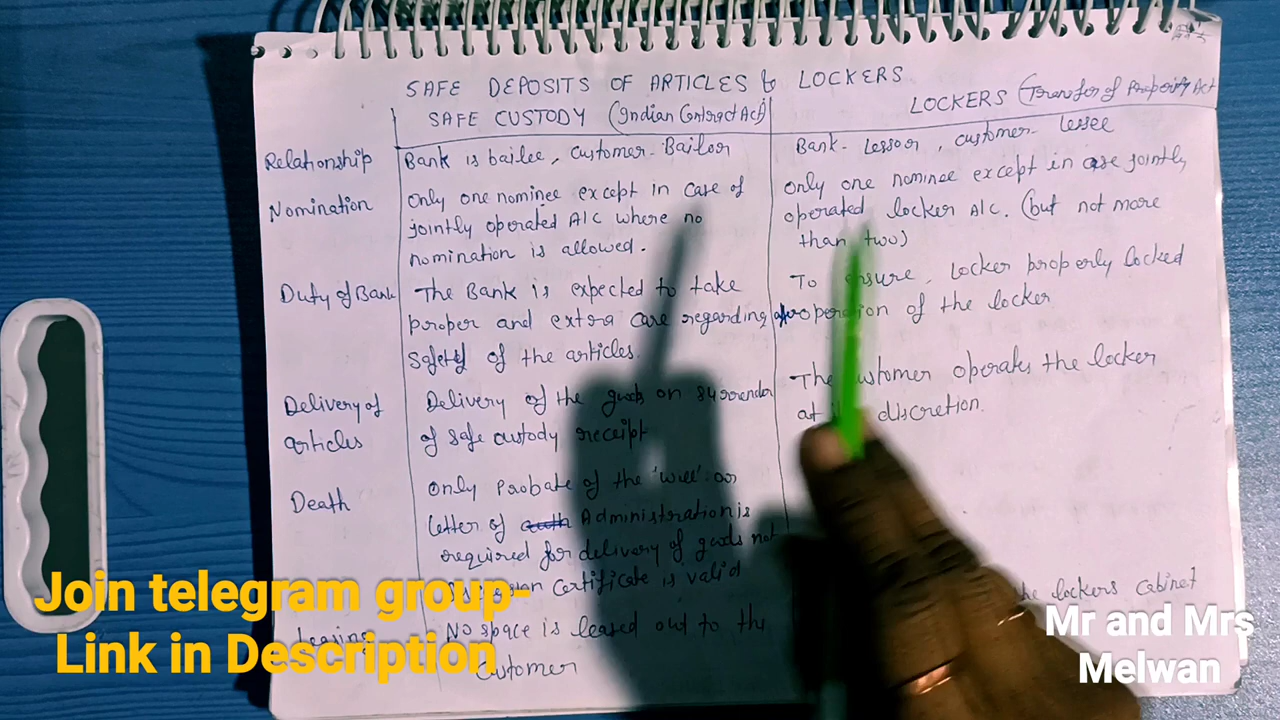 SAFE DEPOSITS OF ARTICLES & LOCKERS
SAFE CUSTODY (Indian Contract Act)
LOCKERS (Transfer of Property Act
Relationship
Bank is bailee, customer - Bailor
Bank - Lessor, customer - lessee
Nomination
Only one nominee except in case of
jointly operated A/C where no
nomination is allowed.
Only one nominee except in case jointly
operated locker A/C. (but not more
than two)
Duty of Bank
The Bank is expected to take
proper and extra care regarding
safety of the articles.
To ensure locker properly locked
operation of the locker
Delivery of
articles
Delivery of the goods on surrender
of safe custody receipt
The customer operates the locker
at discretion.
Death
Only Probate of the 'will' or
letter of Administration is
required for delivery of goods not
certificate is valid
the lockers cabinet
Leasing
No space is leased out to the
customer
Join telegram group-
Link in Description
Mr and Mrs
Melwan